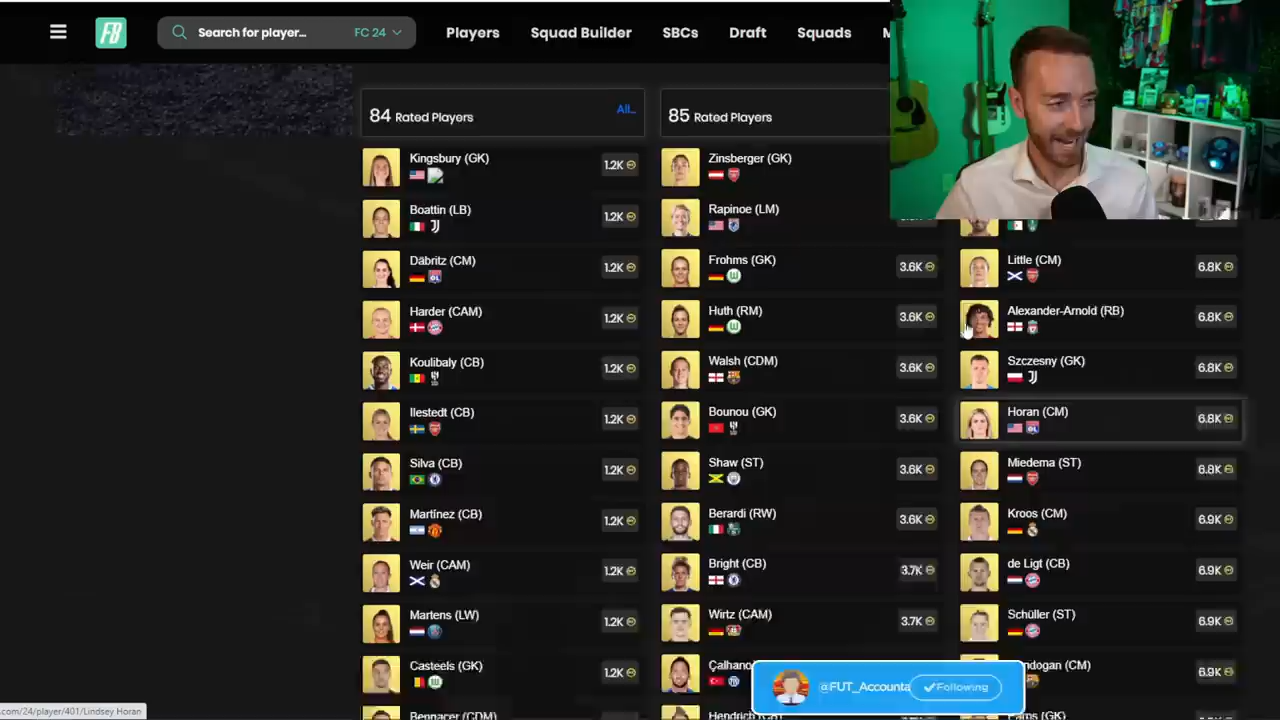 FB
Search for player...
FC 24
Players
Squad Builder
SBCs
Draft
Squads
M
84 Rated Players
All...
Kingsbury (GK)
1.2K
Boattin (LB)
1.2K
Däbritz (CM)
1.2K
Harder (CAM)
1.2K
Koulibaly (CB)
1.2K
Ilestedt (CB)
1.2K
Silva (CB)
1.2K
Martínez (CB)
1.2K
Weir (CAM)
1.2K
Martens (LW)
1.2K
Casteels (GK)
1.2K
Bennacer (CDM)
85 Rated Players
Zinsberger (GK)
Rapinoe (LM)
Frohms (GK)
3.6K
Huth (RM)
3.6K
Walsh (CDM)
3.6K
Bounou (GK)
3.6K
Shaw (ST)
3.6K
Berardi (RW)
3.6K
Bright (CB)
3.7K
Wirtz (CAM)
3.7K
Çalhano
Hendrich (CB)
Little (CM)
6.8K
Alexander-Arnold (RB)
6.8K
Szczesny (GK)
6.8K
Horan (CM)
6.8K
Miedema (ST)
6.8K
Kroos (CM)
6.9K
de Ligt (CB)
6.9K
Schüller (ST)
6.9K
ndogan (CM)
6.9K
@FUT_Accounta
Following
.com/24/player/401/Lindsey Horan